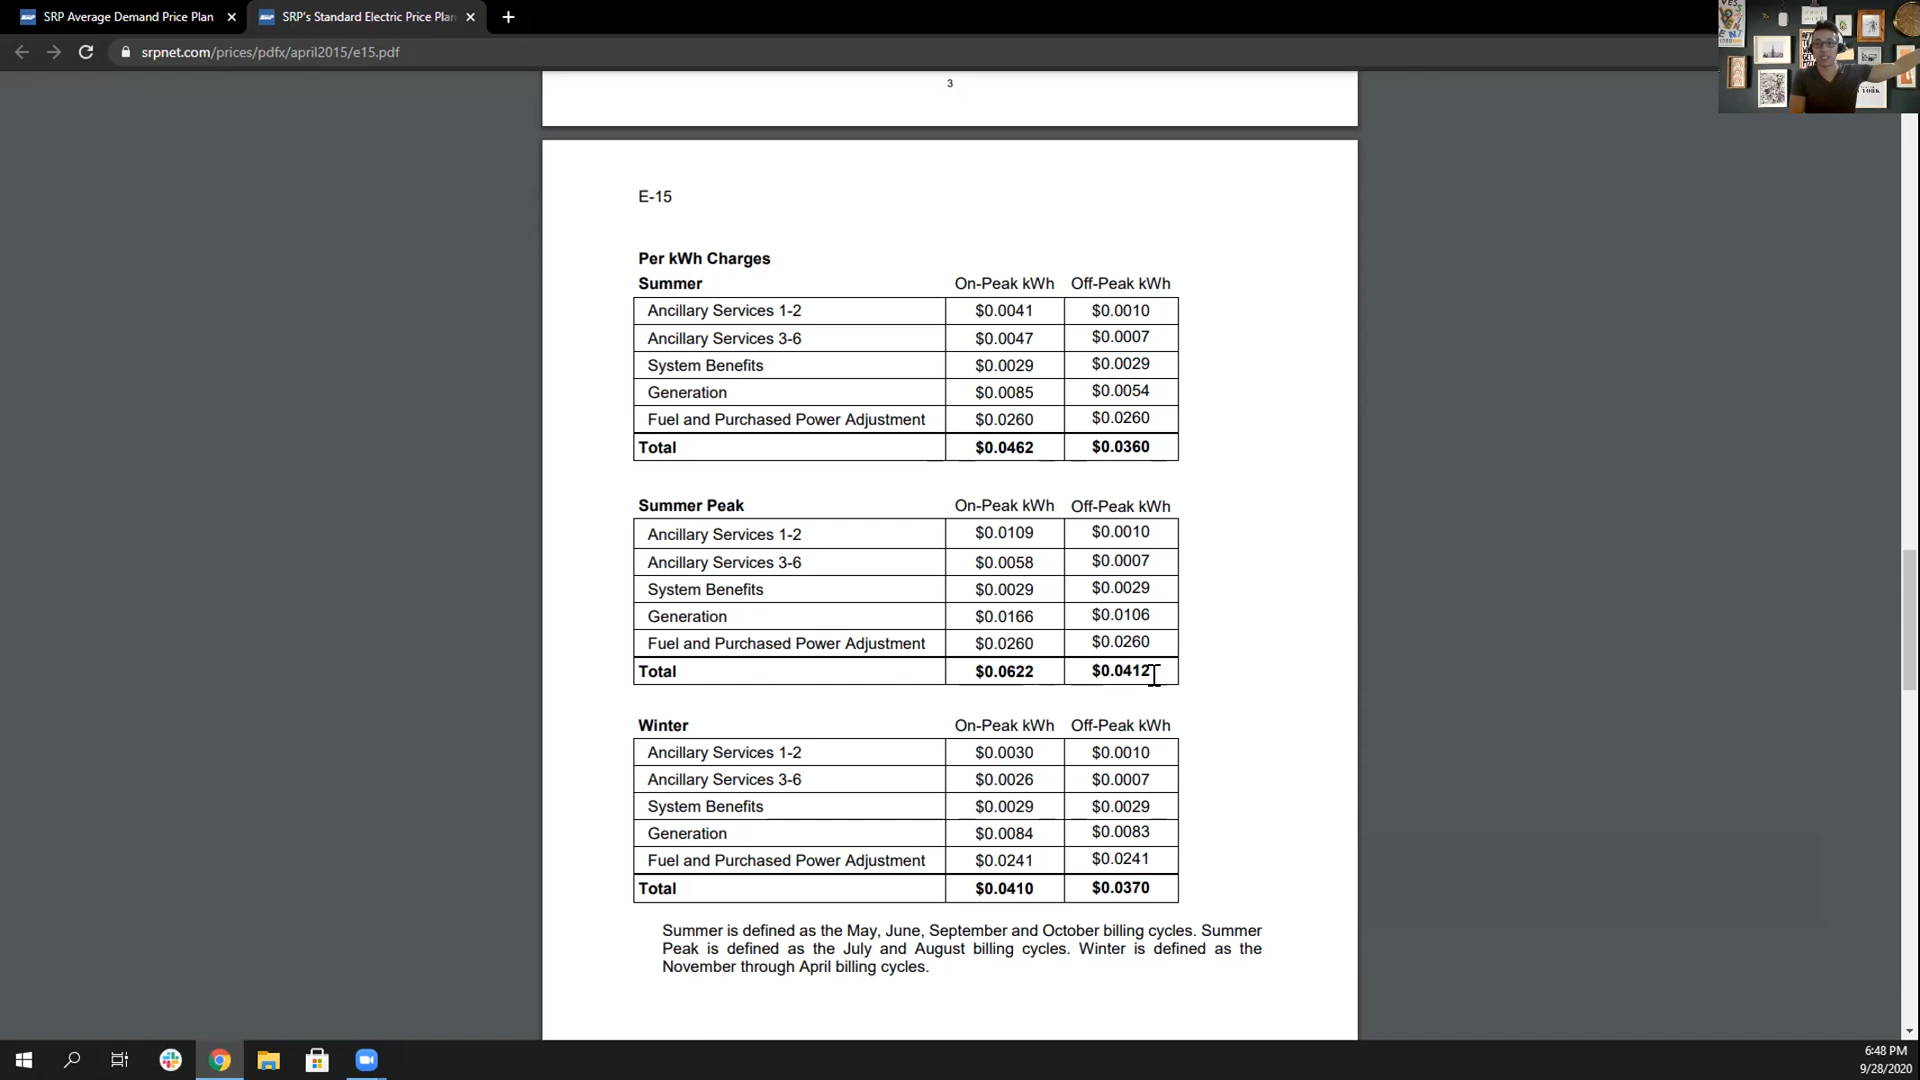 SRP Average Demand Price Plan
SRP's Standard Electric Price Plan
srpnet.com/prices/pdfx/april2015/e15.pdf
3
E-15
Per kWh Charges
Summer On-Peak kWh Off-Peak kWh
Ancillary Services 1-2 $0.0041 $0.0010
Ancillary Services 3-6 $0.0047 $0.0007
System Benefits $0.0029 $0.0029
Generation $0.0085 $0.0054
Fuel and Purchased Power Adjustment $0.0260 $0.0260
Total $0.0462 $0.0360
Summer Peak On-Peak kWh Off-Peak kWh
Ancillary Services 1-2 $0.0109 $0.0010
Ancillary Services 3-6 $0.0058 $0.0007
System Benefits $0.0029 $0.0029
Generation $0.0166 $0.0106
Fuel and Purchased Power Adjustment $0.0260 $0.0260
Total $0.0622 $0.0412
Winter On-Peak kWh Off-Peak kWh
Ancillary Services 1-2 $0.0030 $0.0010
Ancillary Services 3-6 $0.0026 $0.0007
System Benefits $0.0029 $0.0029
Generation $0.0084 $0.0083
Fuel and Purchased Power Adjustment $0.0241 $0.0241
Total $0.0410 $0.0370
Summer is defined as the May, June, September and October billing cycles. Summer
Peak is defined as the July and August billing cycles. Winter is defined as the
November through April billing cycles.
6:48 PM
9/28/2020